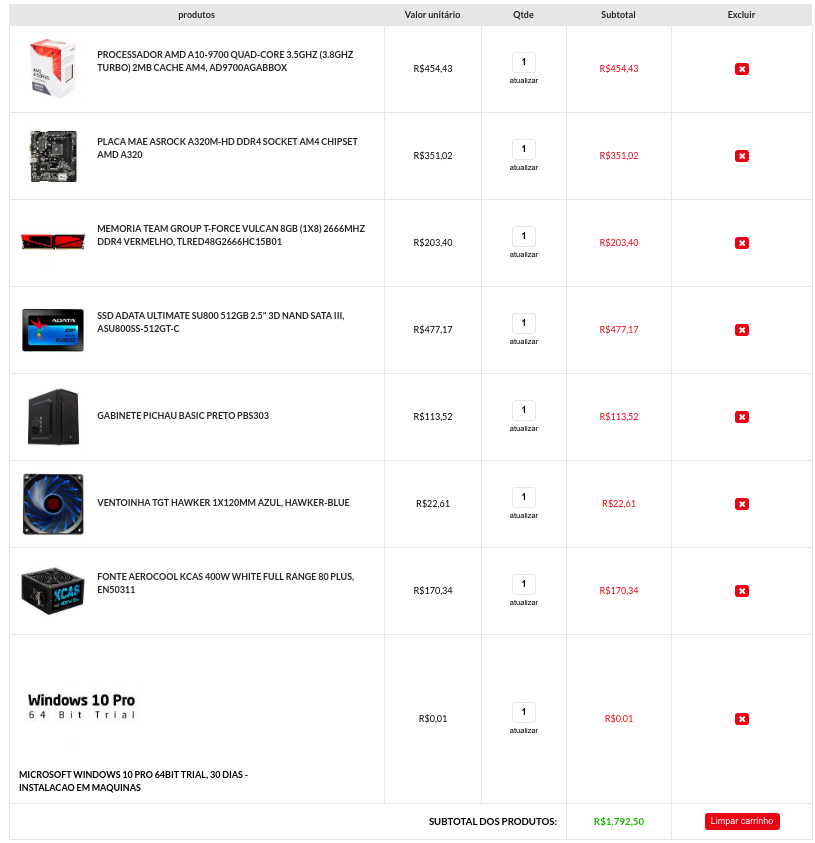 produtos Valor unitário Qtde Subtotal Excluir
PROCESSADOR AMD A10-9700 QUAD-CORE 3.5GHZ (3.8GHZ
TURBO) 2MB CACHE AM4, AD9700AGABBOX
R$454,43 1 R$454,43
atualizar
PLACA MAE ASROCK A320M-HD DDR4 SOCKET AM4 CHIPSET
AMD A320
R$351,02 1 R$351,02
atualizar
MEMORIA TEAM GROUP T-FORCE VULCAN 8GB (1X8) 2666MHZ
DDR4 VERMELHO, TLRED48G2666HC15B01
R$203,40 1 R$203,40
atualizar
ADATA
SU800
SSD ADATA ULTIMATE SU800 512GB 2.5" 3D NAND SATA III,
ASU800SS-512GT-C
R$477,17 1 R$477,17
atualizar
GABINETE PICHAU BASIC PRETO PBS303
R$113,52 1 R$113,52
atualizar
VENTOINHA TGT HAWKER 1X120MM AZUL, HAWKER-BLUE
R$22,61 1 R$22,61
atualizar
KCAS
400W
FONTE AEROCOOL KCAS 400W WHITE FULL RANGE 80 PLUS,
EN50311
R$170,34 1 R$170,34
atualizar
Windows 10 Pro
64 Bit Trial
R$0,01 1 R$0,01
atualizar
MICROSOFT WINDOWS 10 PRO 64BIT TRIAL, 30 DIAS -
INSTALACAO EM MAQUINAS
SUBTOTAL DOS PRODUTOS: R$1.792,50 Limpar carrinho